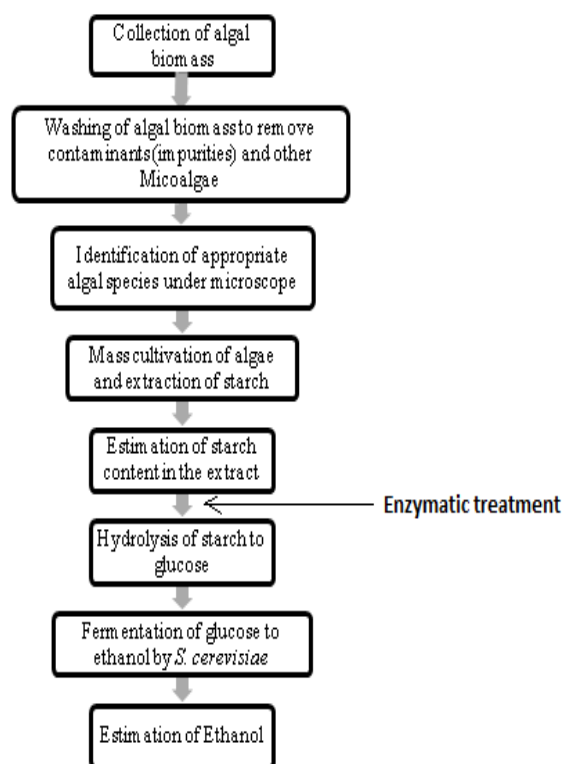 Collection of algal
biomass
Washing of algal biomass to remove
contaminants(impurities) and other
Micoalgae
Identification of appropriate
algal species under microscope
Mass cultivation of algae
and extraction of starch
Estimation of starch
content in the extract
Enzymatic treatment
Hydrolysis of starch to
glucose
Fermentation of glucose to
ethanol by S. cerevisiae
Estimation of Ethanol